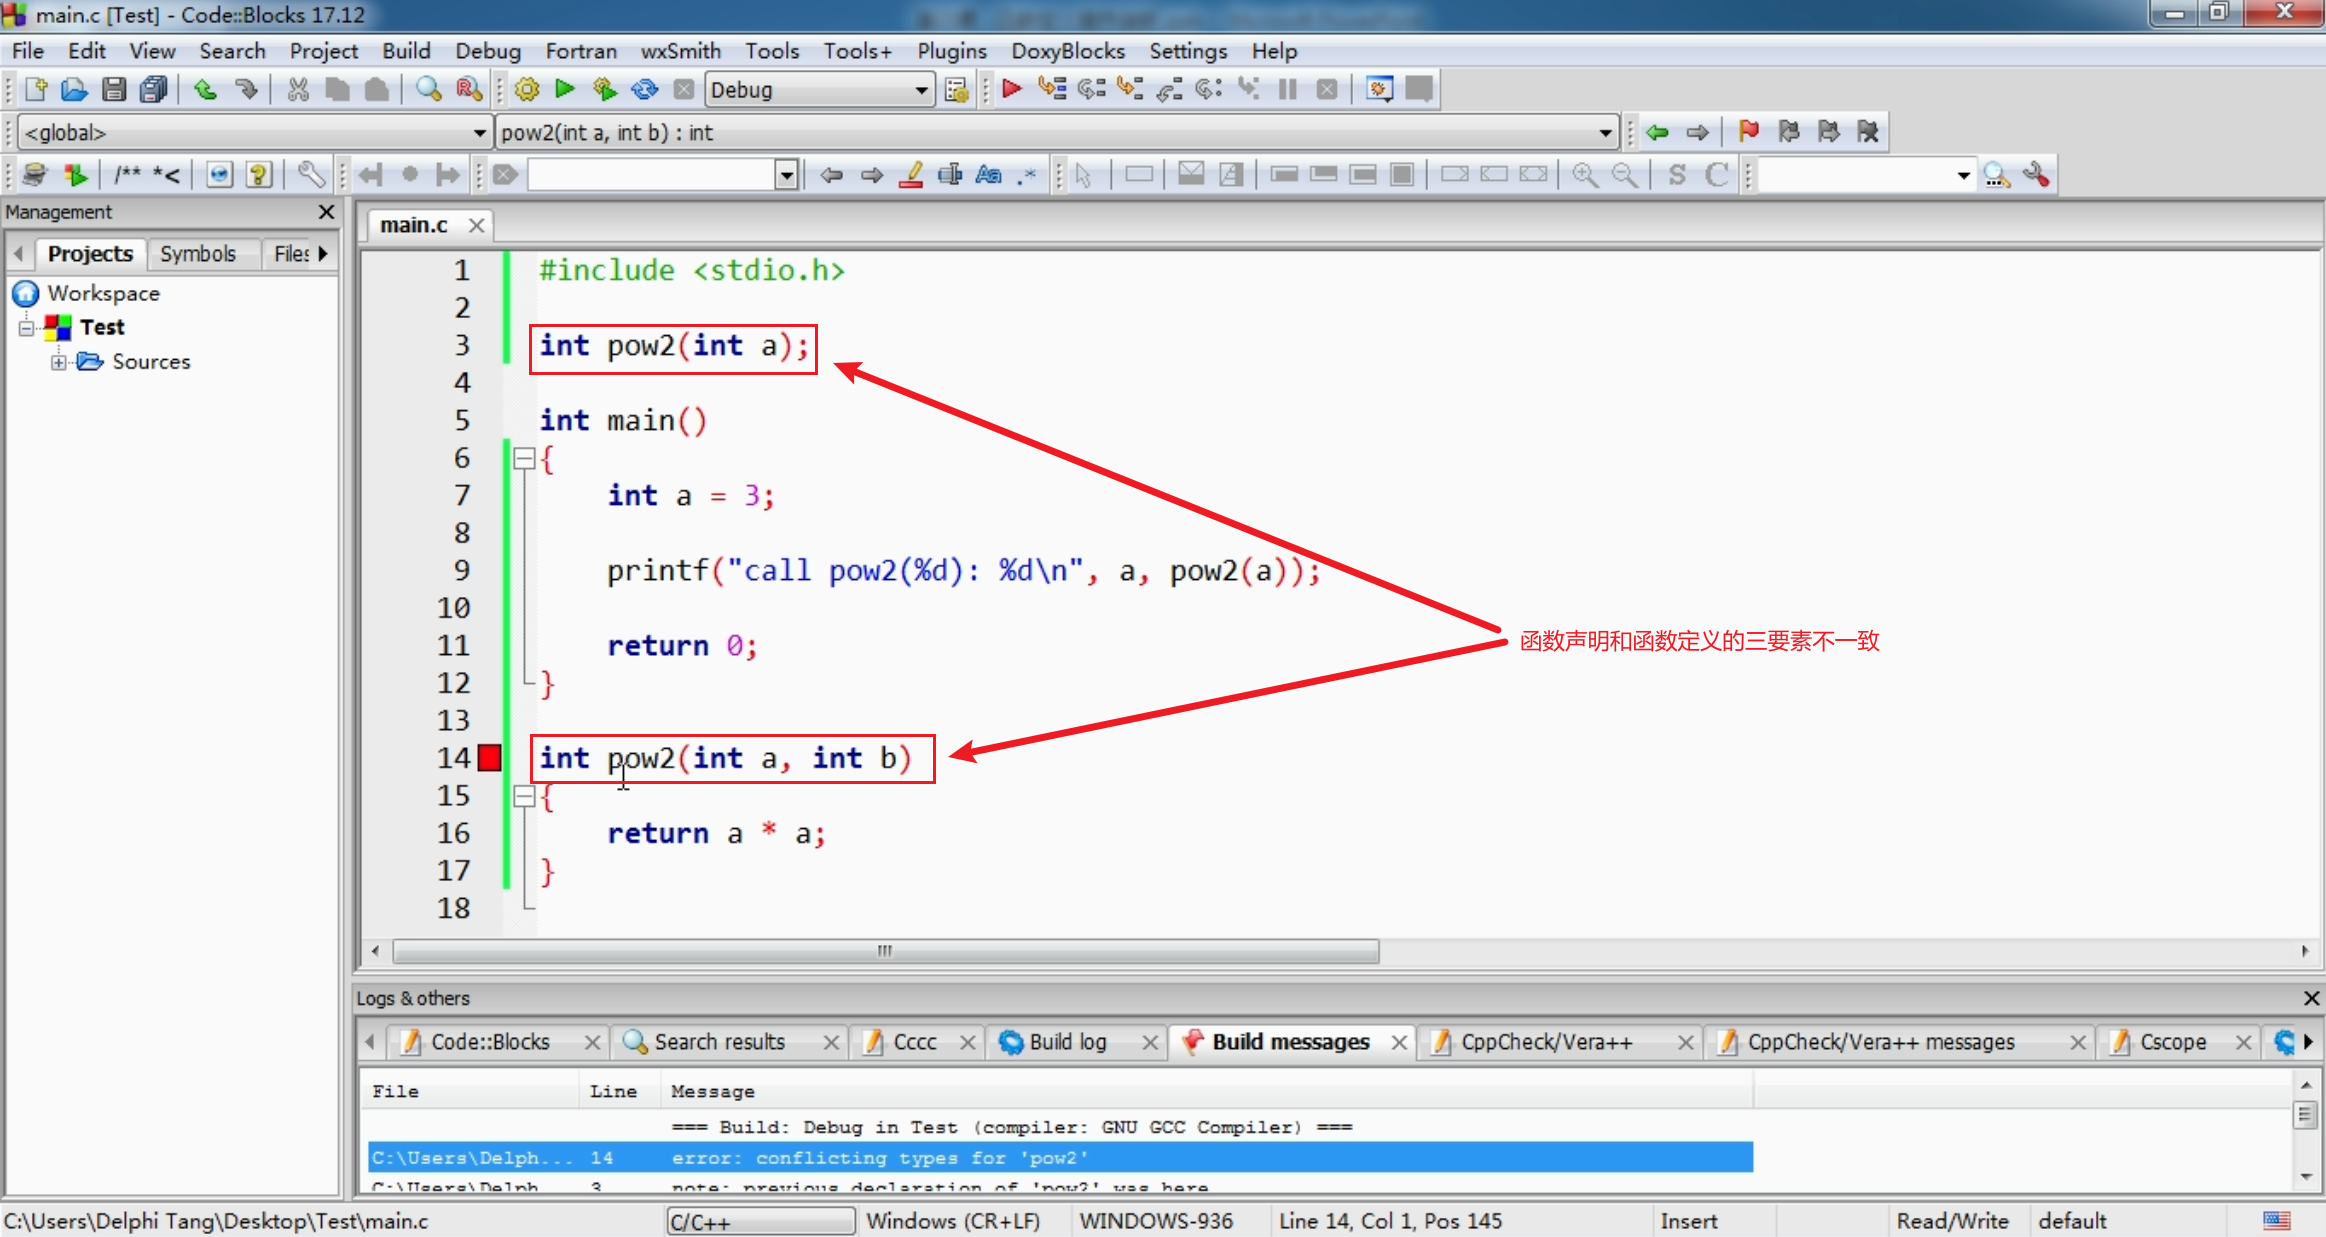 main.c [Test] - Code::Blocks 17.12
File Edit View Search Project Build Debug Fortran wxSmith Tools Tools+ Plugins DoxyBlocks Settings Help
Debug
<global>
pow2(int a, int b) : int
/** *<
S C
Management
Projects Symbols Files
Workspace
Test
Sources
main.c
1 #include <stdio.h>
2
3 int pow2(int a);
4
5 int main()
6 {
7 int a = 3;
8
9 printf("call pow2(%d): %d\n", a, pow2(a));
10
11 return 0;
12 }
13
14 int pow2(int a, int b)
15 {
16 return a * a;
17 }
18
函数声明和函数定义的三要素不一致
Logs & others
Code::Blocks Search results Cccc Build log Build messages CppCheck/Vera++ CppCheck/Vera++ messages Cscope
File Line Message
=== Build: Debug in Test (compiler: GNU GCC Compiler) ===
C:\Users\Delph... 14 error: conflicting types for 'pow2'
C:\Users\Delph 3 note: previous declaration of 'pow2' was here
C:\Users\Delphi Tang\Desktop\Test\main.c C/C++ Windows (CR+LF) WINDOWS-936 Line 14, Col 1, Pos 145 Insert Read/Write default